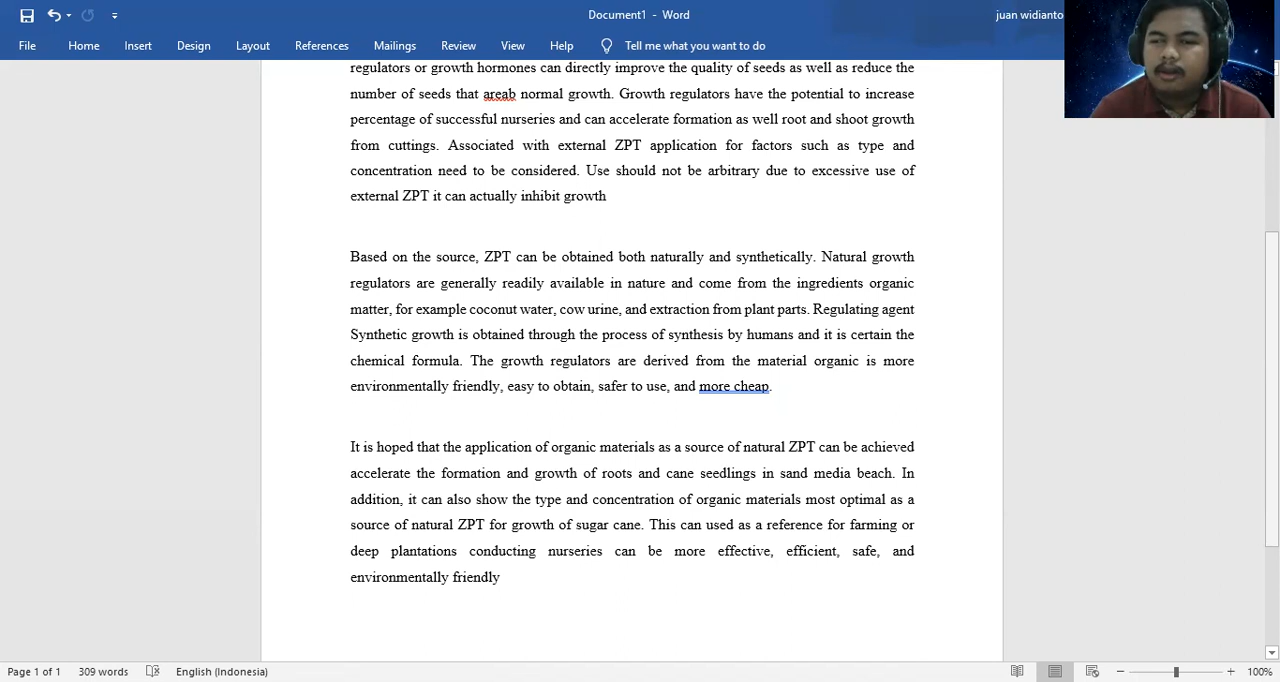 Document1 - Word
juan widianto
File Home Insert Design Layout References Mailings Review View Help Tell me what you want to do
regulators or growth hormones can directly improve the quality of seeds as well as reduce the
number of seeds that areab normal growth. Growth regulators have the potential to increase
percentage of successful nurseries and can accelerate formation as well root and shoot growth
from cuttings. Associated with external ZPT application for factors such as type and
concentration need to be considered. Use should not be arbitrary due to excessive use of
external ZPT it can actually inhibit growth
Based on the source, ZPT can be obtained both naturally and synthetically. Natural growth
regulators are generally readily available in nature and come from the ingredients organic
matter, for example coconut water, cow urine, and extraction from plant parts. Regulating agent
Synthetic growth is obtained through the process of synthesis by humans and it is certain the
chemical formula. The growth regulators are derived from the material organic is more
environmentally friendly, easy to obtain, safer to use, and more cheap.
It is hoped that the application of organic materials as a source of natural ZPT can be achieved
accelerate the formation and growth of roots and cane seedlings in sand media beach. In
addition, it can also show the type and concentration of organic materials most optimal as a
source of natural ZPT for growth of sugar cane. This can used as a reference for farming or
deep plantations conducting nurseries can be more effective, efficient, safe, and
environmentally friendly
Page 1 of 1 309 words English (Indonesia) 100%